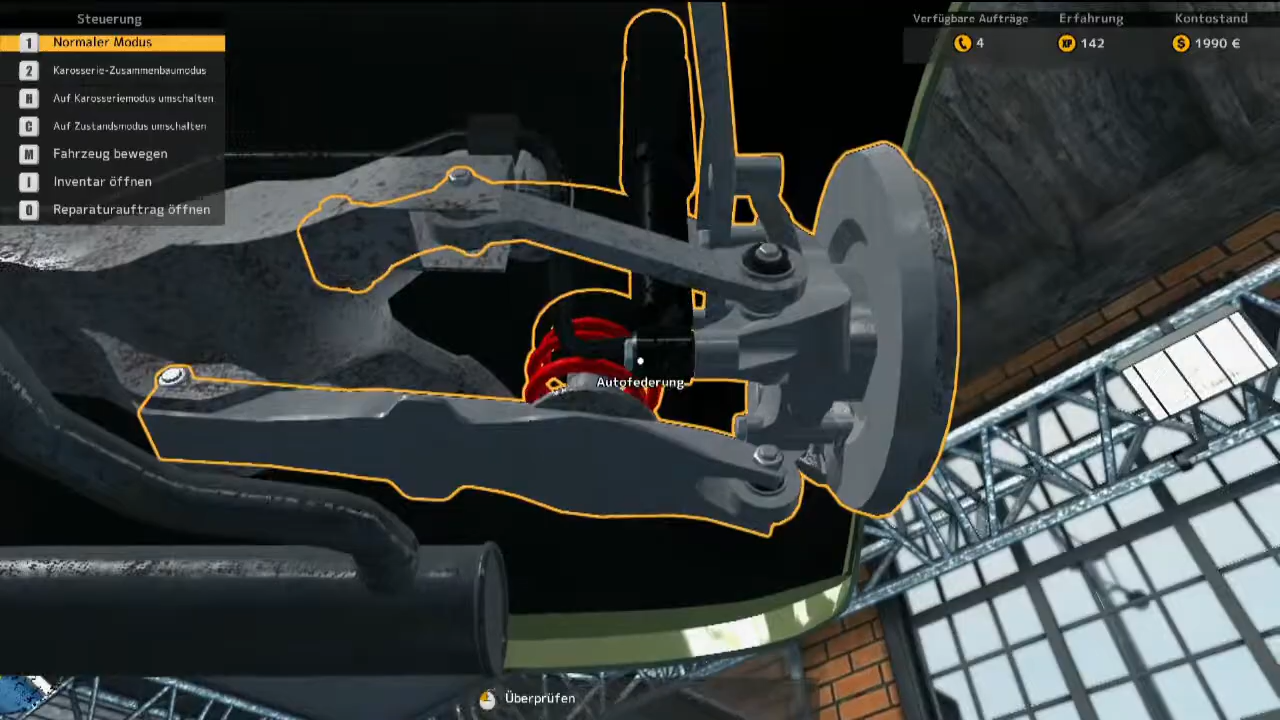 Steuerung
1 Normaler Modus
2 Karosserie-Zusammenbaumodus
H Auf Karosseriemodus umschalten
C Auf Zustandsmodus umschalten
M Fahrzeug bewegen
I Inventar öffnen
O Reparaturauftrag öffnen
Verfügbare Aufträge Erfahrung Kontostand
4 XP 142 $ 1990 €
Autofederung
Überprüfen